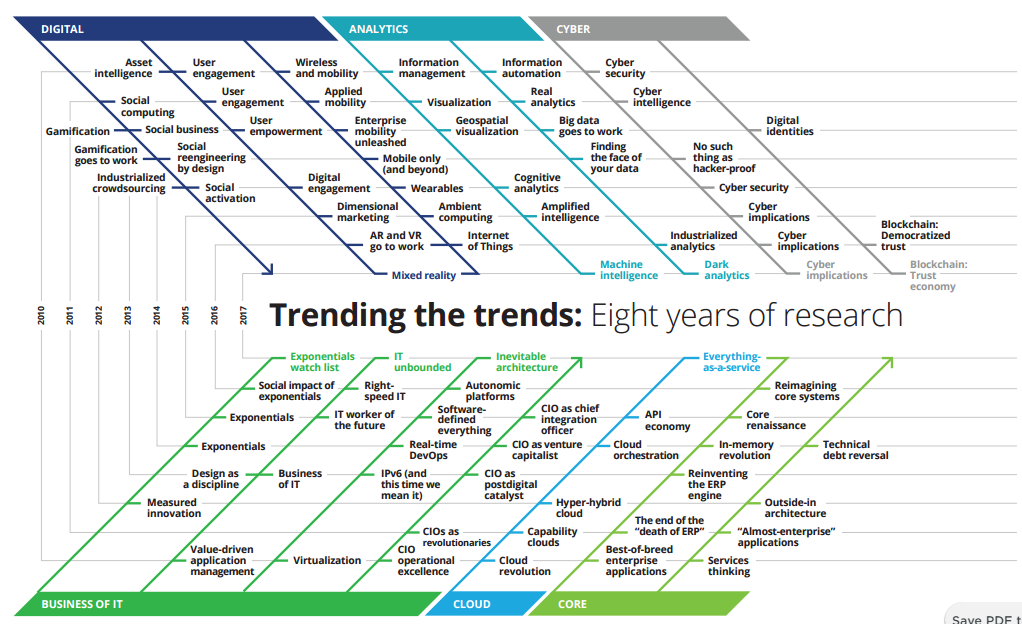 DIGITAL
ANALYTICS
CYBER
Asset
intelligence
User
engagement
Wireless
and mobility
Information
management
Information
automation
Cyber
security
Social
computing
User
engagement
Applied
mobility
Visualization
Real
analytics
Cyber
intelligence
Gamification
Social business
User
empowerment
Enterprise
mobility
unleashed
Geospatial
visualization
Big data
goes to work
Digital
identities
Gamification
goes to work
Social
reengineering
by design
Mobile only
(and beyond)
Finding
the face of
your data
No such
thing as
hacker-proof
Industrialized
crowdsourcing
Social
activation
Digital
engagement
Wearables
Cognitive
analytics
Cyber security
Dimensional
marketing
Ambient
computing
Amplified
intelligence
Cyber
implications
AR and VR
go to work
Internet
of Things
Industrialized
analytics
Cyber
implications
Blockchain:
Democratized
trust
Mixed reality
Machine
intelligence
Dark
analytics
Cyber
implications
Blockchain:
Trust
economy
2010
2011
2012
2013
2014
2015
2016
2017
Trending the trends: Eight years of research
Exponentials
watch list
IT
unbounded
Inevitable
architecture
Everything-
as-a-service
Social impact of
exponentials
Right-
speed IT
Autonomic
platforms
Reimagining
core systems
Exponentials
IT worker of
the future
Software-
defined
everything
CIO as chief
integration
officer
API
economy
Core
renaissance
Exponentials
Real-time
DevOps
CIO as venture
capitalist
Cloud
orchestration
In-memory
revolution
Technical
debt reversal
Design as
a discipline
Business
of IT
IPv6 (and
this time we
mean it)
CIO as
postdigital
catalyst
Reinventing
the ERP
engine
Measured
innovation
Hyper-hybrid
cloud
Outside-in
architecture
CIOs as
revolutionaries
Capability
clouds
The end of the
“death of ERP”
“Almost-enterprise”
applications
Value-driven
application
management
Virtualization
CIO
operational
excellence
Cloud
revolution
Best-of-breed
enterprise
applications
Services
thinking
BUSINESS OF IT
CLOUD
CORE
Save PDF